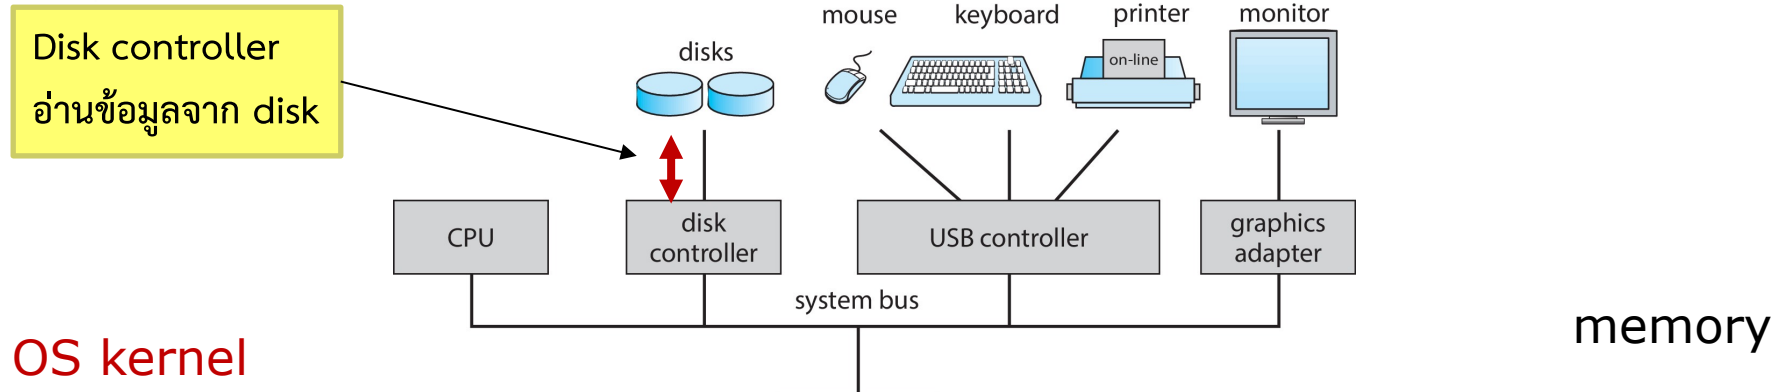 Disk controller
อ่านข้อมูลจาก disk
disks
mouse
keyboard
printer
monitor
on-line
CPU
disk
controller
USB controller
graphics
adapter
system bus
OS kernel
memory